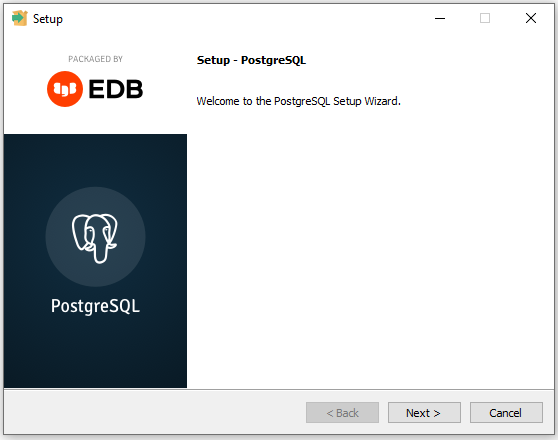 Setup
PACKAGED BY
EDB
Setup - PostgreSQL
Welcome to the PostgreSQL Setup Wizard.
PostgreSQL
< Back
Next >
Cancel